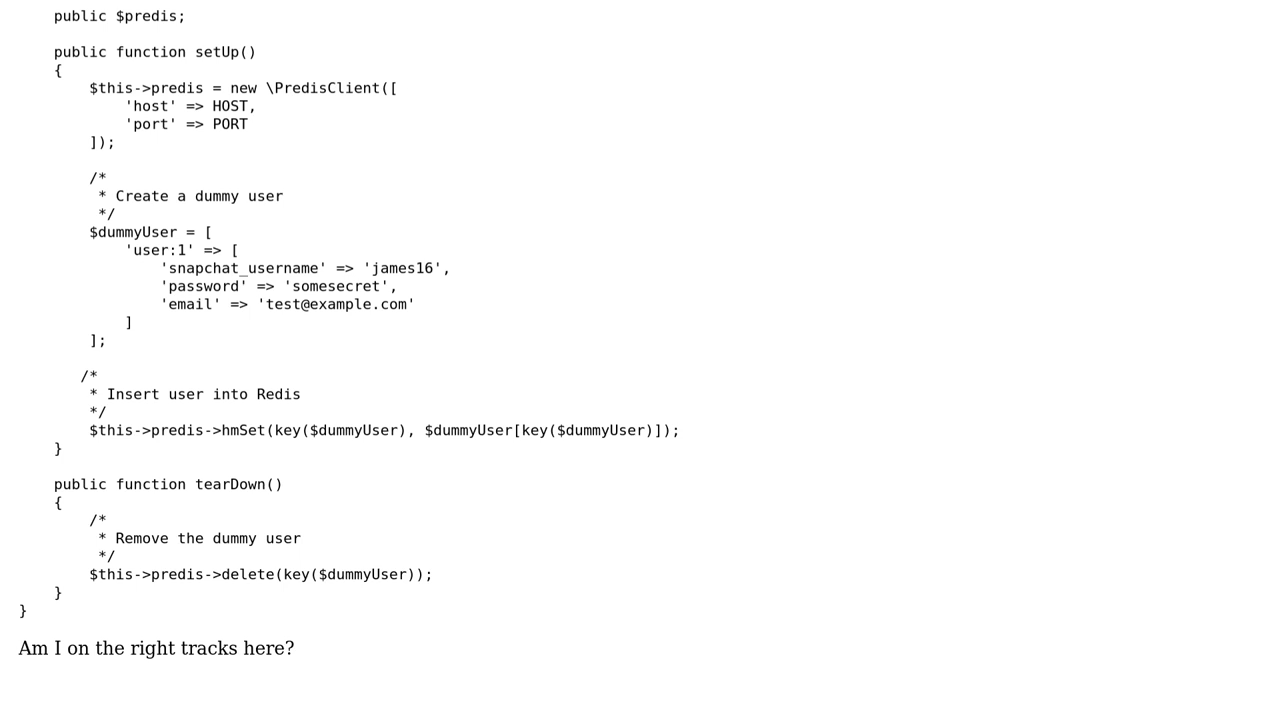 public $predis;

    public function setUp()
    {
        $this->predis = new \PredisClient([
            'host' => HOST,
            'port' => PORT
        ]);

        /*
         * Create a dummy user
         */
        $dummyUser = [
            'user:1' => [
                'snapchat_username' => 'james16',
                'password' => 'somesecret',
                'email' => 'test@example.com'
            ]
        ];

       /*
        * Insert user into Redis
        */
        $this->predis->hmSet(key($dummyUser), $dummyUser[key($dummyUser)]);
    }

    public function tearDown()
    {
        /*
         * Remove the dummy user
         */
        $this->predis->delete(key($dummyUser));
    }
}
Am I on the right tracks here?